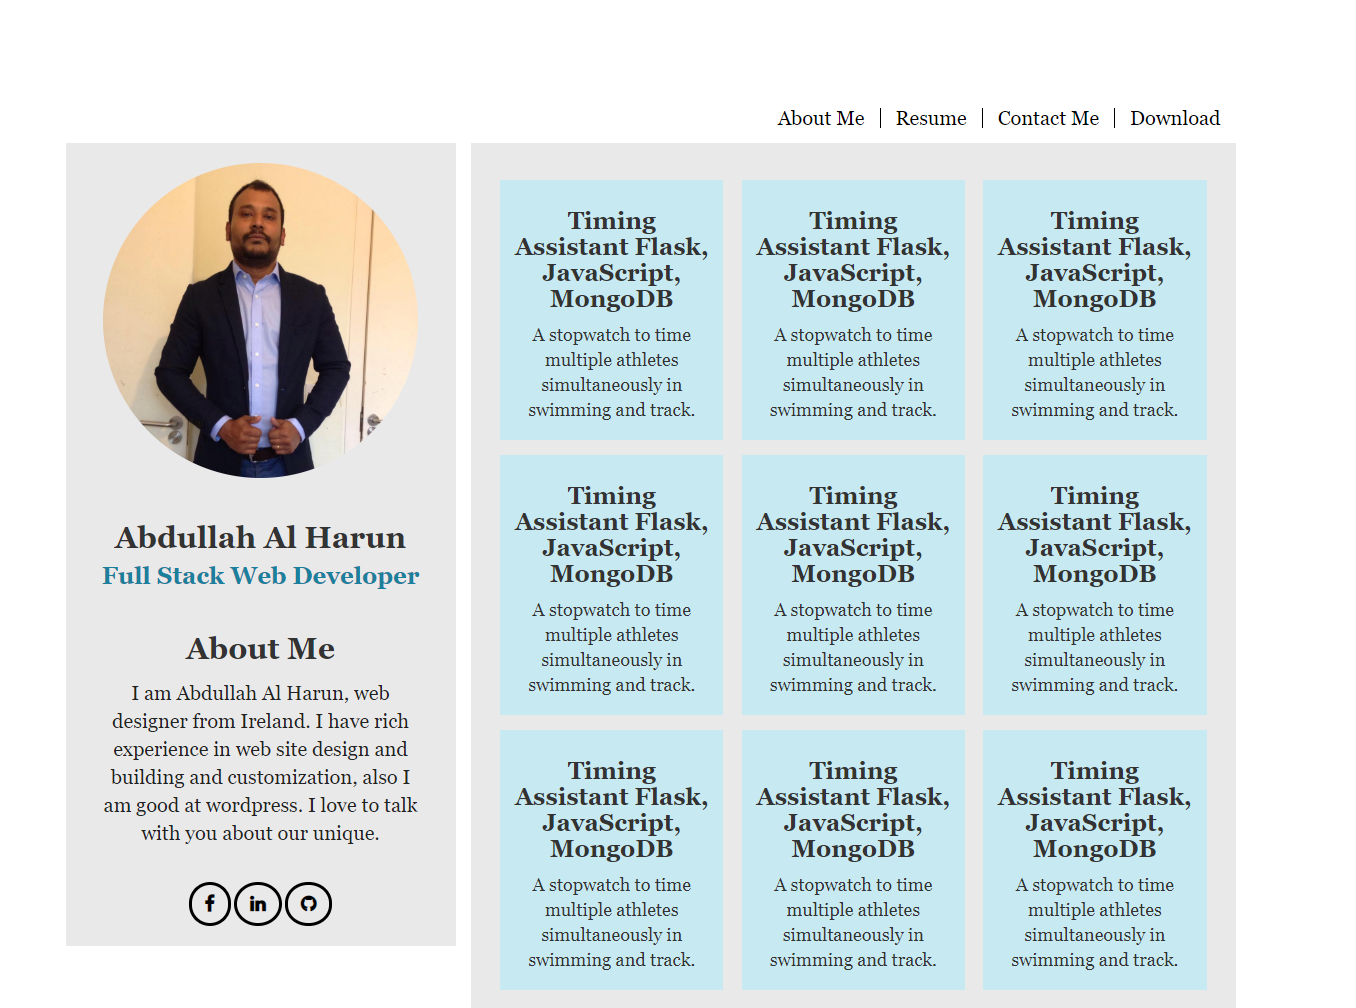 About Me
Resume
Contact Me
Download
Abdullah Al Harun
Full Stack Web Developer
About Me
I am Abdullah Al Harun, web
designer from Ireland. I have rich
experience in web site design and
building and customization, also I
am good at wordpress. I love to talk
with you about our unique.
f
in
Timing
Assistant Flask,
JavaScript,
MongoDB
A stopwatch to time
multiple athletes
simultaneously in
swimming and track.
Timing
Assistant Flask,
JavaScript,
MongoDB
A stopwatch to time
multiple athletes
simultaneously in
swimming and track.
Timing
Assistant Flask,
JavaScript,
MongoDB
A stopwatch to time
multiple athletes
simultaneously in
swimming and track.
Timing
Assistant Flask,
JavaScript,
MongoDB
A stopwatch to time
multiple athletes
simultaneously in
swimming and track.
Timing
Assistant Flask,
JavaScript,
MongoDB
A stopwatch to time
multiple athletes
simultaneously in
swimming and track.
Timing
Assistant Flask,
JavaScript,
MongoDB
A stopwatch to time
multiple athletes
simultaneously in
swimming and track.
Timing
Assistant Flask,
JavaScript,
MongoDB
A stopwatch to time
multiple athletes
simultaneously in
swimming and track.
Timing
Assistant Flask,
JavaScript,
MongoDB
A stopwatch to time
multiple athletes
simultaneously in
swimming and track.
Timing
Assistant Flask,
JavaScript,
MongoDB
A stopwatch to time
multiple athletes
simultaneously in
swimming and track.